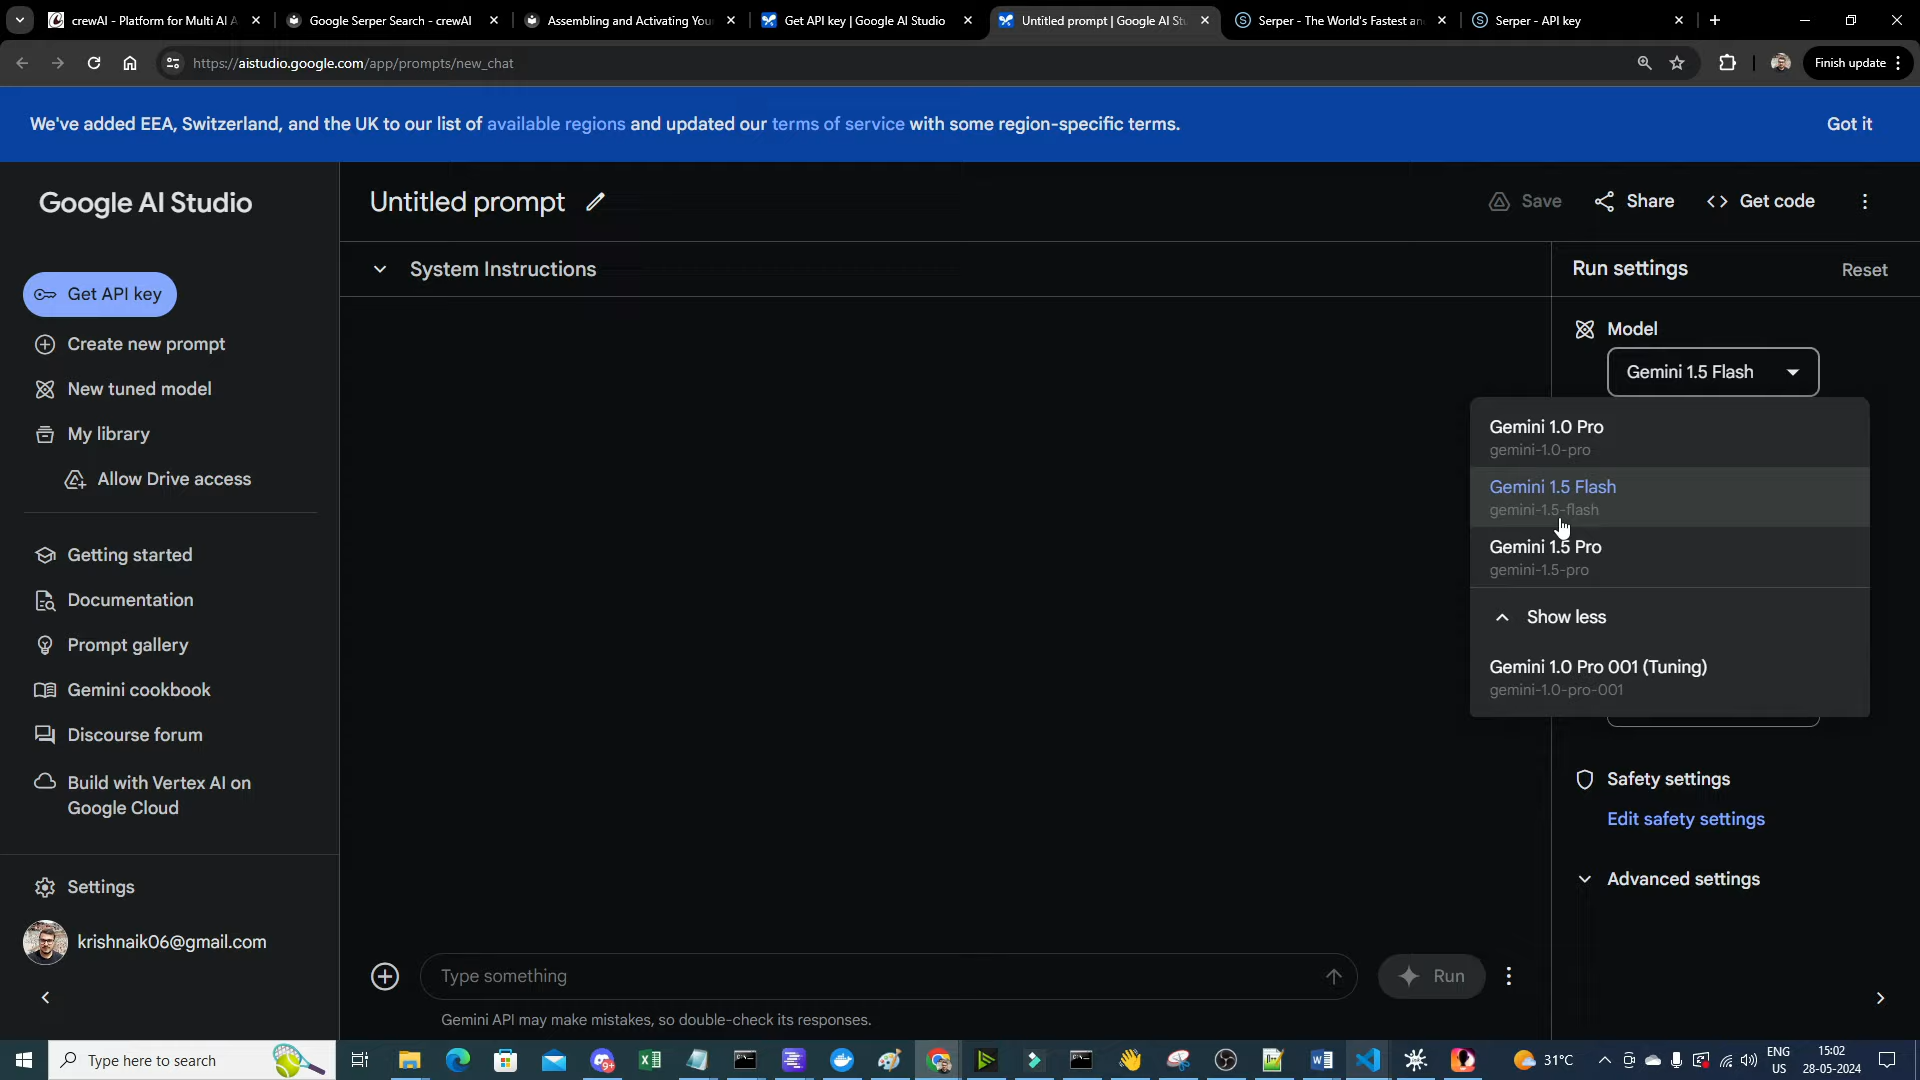 crewAI - Platform for Multi AI A
Google Serper Search - crewAI
Assembling and Activating You
Get API key | Google AI Studio
Untitled prompt | Google AI Stu
Serper - The World's Fastest an
Serper - API key
https://aistudio.google.com/app/prompts/new_chat
Finish update
We've added EEA, Switzerland, and the UK to our list of available regions and updated our terms of service with some region-specific terms.
Got it
Google AI Studio
Untitled prompt
Save
Share
Get code
System Instructions
Run settings
Reset
Get API key
Create new prompt
New tuned model
My library
Allow Drive access
Getting started
Documentation
Prompt gallery
Gemini cookbook
Discourse forum
Build with Vertex AI on
Google Cloud
Settings
krishnaik06@gmail.com
Model
Gemini 1.5 Flash
Gemini 1.0 Pro
gemini-1.0-pro
Gemini 1.5 Flash
gemini-1.5-flash
Gemini 1.5 Pro
gemini-1.5-pro
Show less
Gemini 1.0 Pro 001 (Tuning)
gemini-1.0-pro-001
Safety settings
Edit safety settings
Advanced settings
Type something
Run
Gemini API may make mistakes, so double-check its responses.
Type here to search
31°C
ENG
US
15:02
28-05-2024